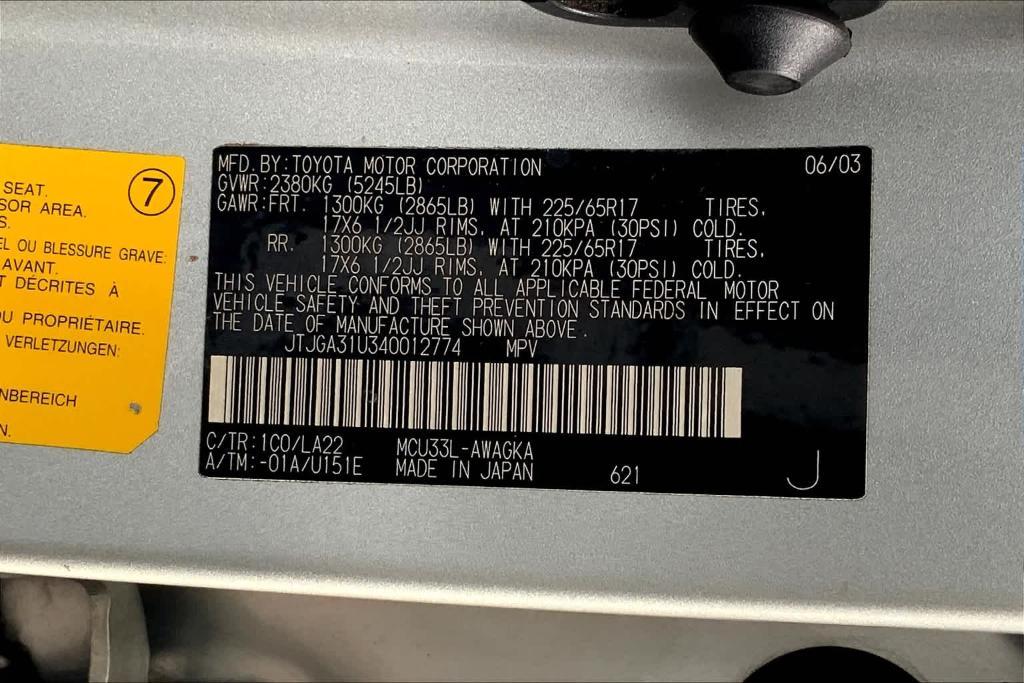 SEAT.
SOR AREA.
S.
EL OU BLESSURE GRAVE:
AVANT.
T DÉCRITES À
OU PROPRIÉTAIRE.
VERLETZUNGEN:
NBEREICH
N.
7
MFD. BY: TOYOTA MOTOR CORPORATION 06/03
GVWR: 2380KG (5245LB)
GAWR: FRT. 1300KG (2865LB) WITH 225/65R17 TIRES,
17X6 1/2JJ RIMS, AT 210KPA (30PSI) COLD.
RR. 1300KG (2865LB) WITH 225/65R17 TIRES,
17X6 1/2JJ RIMS, AT 210KPA (30PSI) COLD.
THIS VEHICLE CONFORMS TO ALL APPLICABLE FEDERAL MOTOR
VEHICLE SAFETY AND THEFT PREVENTION STANDARDS IN EFFECT ON
THE DATE OF MANUFACTURE SHOWN ABOVE.
JTJGA31U340012774 MPV
C/TR: 1C0/LA22 MCU33L-AWAGKA
A/TM: -01A/U151E MADE IN JAPAN 621 J